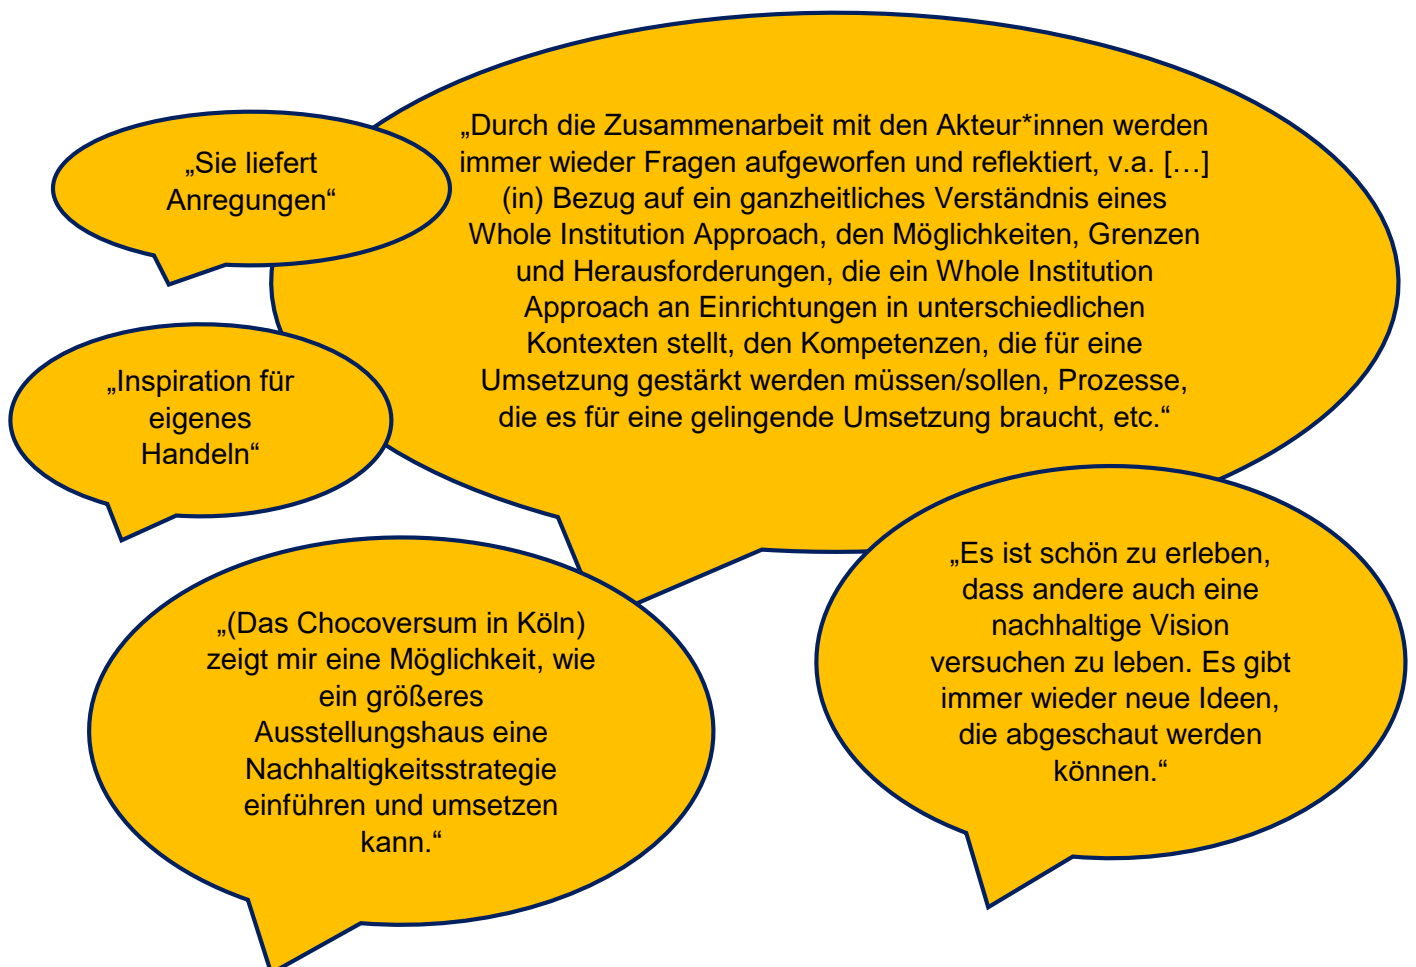 „Sie liefert
Anregungen“
„Durch die Zusammenarbeit mit den Akteur*innen werden
immer wieder Fragen aufgeworfen und reflektiert, v.a. […]
(in) Bezug auf ein ganzheitliches Verständnis eines
Whole Institution Approach, den Möglichkeiten, Grenzen
und Herausforderungen, die ein Whole Institution
Approach an Einrichtungen in unterschiedlichen
Kontexten stellt, den Kompetenzen, die für eine
Umsetzung gestärkt werden müssen/sollen, Prozesse,
die es für eine gelingende Umsetzung braucht, etc.“
„Inspiration für
eigenes
Handeln“
„(Das Chocoversum in Köln)
zeigt mir eine Möglichkeit, wie
ein größeres
Ausstellungshaus eine
Nachhaltigkeitsstrategie
einführen und umsetzen
kann.“
„Es ist schön zu erleben,
dass andere auch eine
nachhaltige Vision
versuchen zu leben. Es gibt
immer wieder neue Ideen,
die abgeschaut werden
können.“